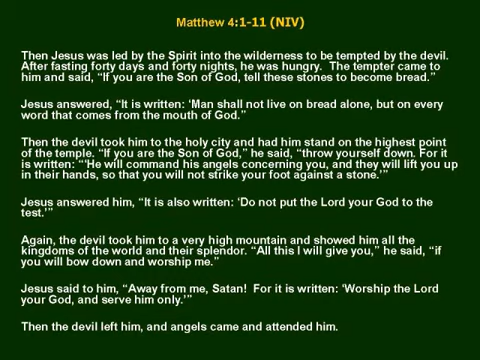 Matthew 4:1-11 (NIV)
Then Jesus was led by the Spirit into the wilderness to be tempted by the devil.
After fasting forty days and forty nights, he was hungry.  The tempter came to
him and said, “If you are the Son of God, tell these stones to become bread.”
Jesus answered, “It is written: ‘Man shall not live on bread alone, but on every
word that comes from the mouth of God.”
Then the devil took him to the holy city and had him stand on the highest point
of the temple. “If you are the Son of God,” he said, “throw yourself down. For it
is written: “‘He will command his angels concerning you, and they will lift you up
in their hands, so that you will not strike your foot against a stone.’”
Jesus answered him, “It is also written: ‘Do not put the Lord your God to the
test.’”
Again, the devil took him to a very high mountain and showed him all the
kingdoms of the world and their splendor. “All this I will give you,” he said, “if
you will bow down and worship me.”
Jesus said to him, “Away from me, Satan!  For it is written: ‘Worship the Lord
your God, and serve him only.’”
Then the devil left him, and angels came and attended him.